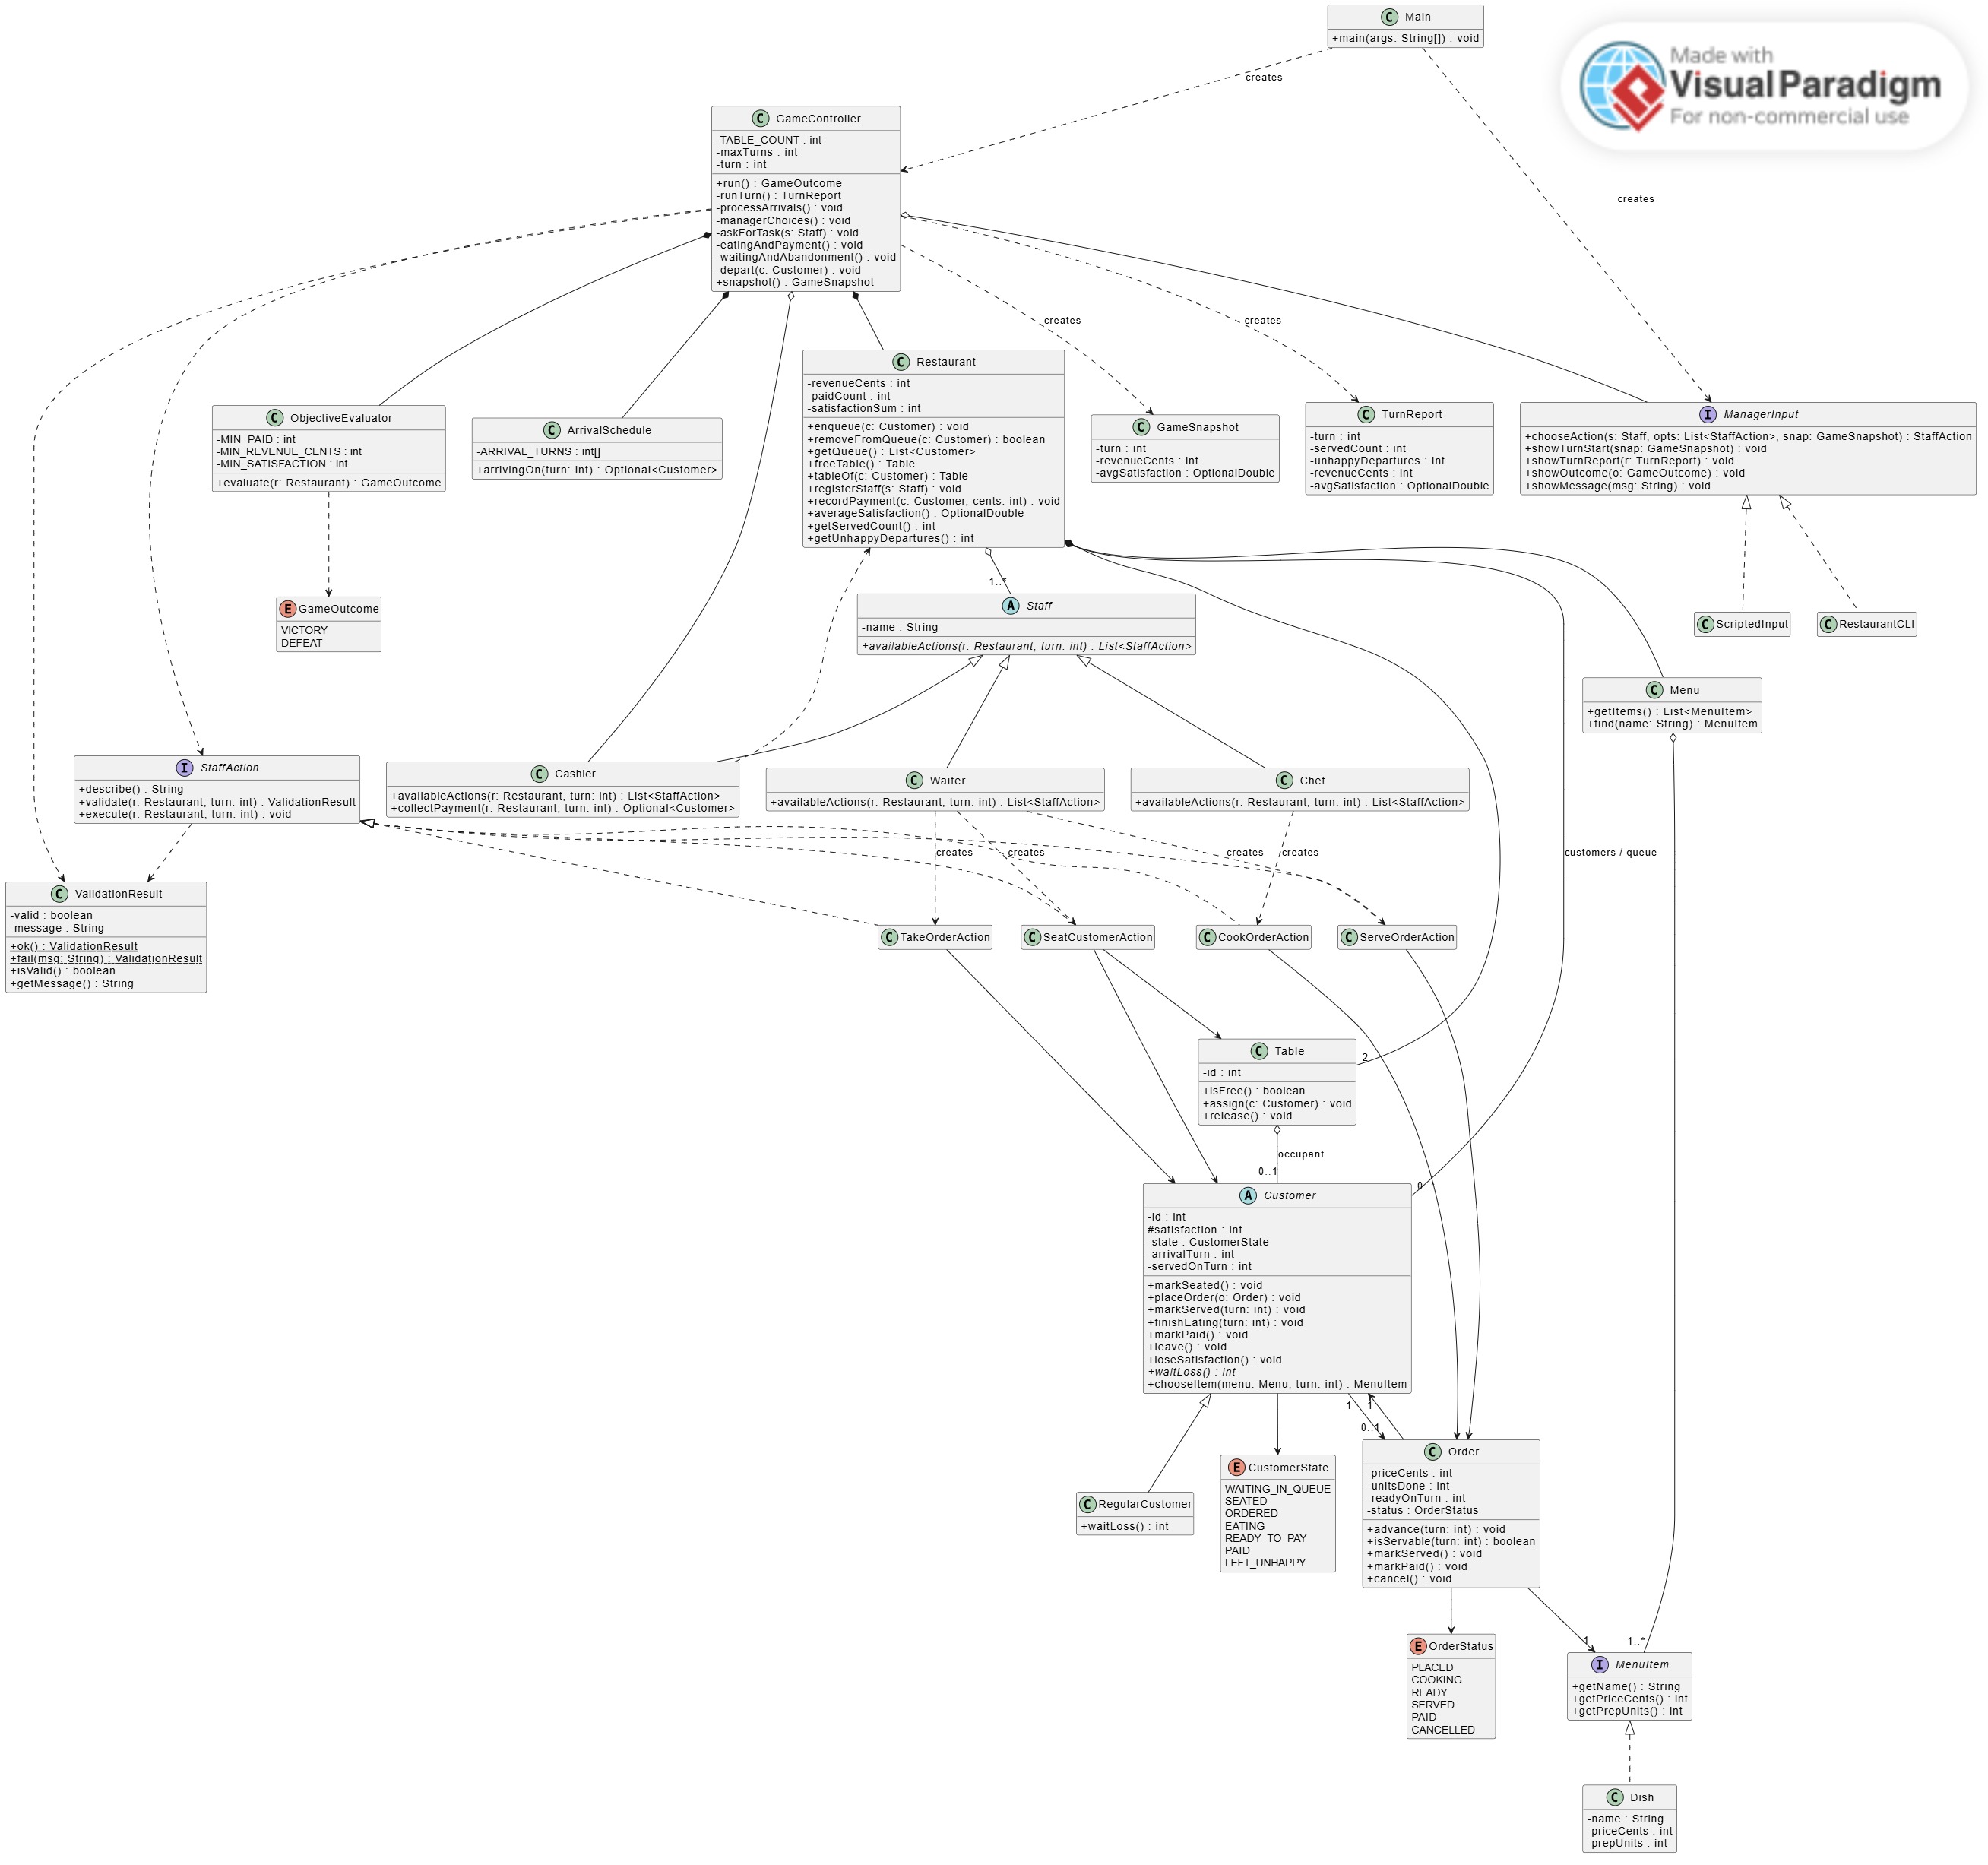 Main
+main(args: String[]) : void
Made with
Visual Paradigm
For non-commercial use
creates
creates
GameController
-TABLE_COUNT : int
-maxTurns : int
-turn : int
+run() : GameOutcome
-runTurn() : TurnReport
-processArrivals() : void
-managerChoices() : void
-askForTask(s: Staff) : void
-eatingAndPayment() : void
-waitingAndAbandonment() : void
-depart(c: Customer) : void
+snapshot() : GameSnapshot
creates
creates
ObjectiveEvaluator
-MIN_PAID : int
-MIN_REVENUE_CENTS : int
-MIN_SATISFACTION : int
+evaluate(r: Restaurant) : GameOutcome
ArrivalSchedule
-ARRIVAL_TURNS : int[]
+arrivingOn(turn: int) : Optional<Customer>
Restaurant
-revenueCents : int
-paidCount : int
-satisfactionSum : int
+enqueue(c: Customer) : void
+removeFromQueue(c: Customer) : boolean
+getQueue() : List<Customer>
+freeTable() : Table
+tableOf(c: Customer) : Table
+registerStaff(s: Staff) : void
+recordPayment(c: Customer, cents: int) : void
+averageSatisfaction() : OptionalDouble
+getServedCount() : int
+getUnhappyDepartures() : int
GameSnapshot
-turn : int
-revenueCents : int
-avgSatisfaction : OptionalDouble
TurnReport
-turn : int
-servedCount : int
-unhappyDepartures : int
-revenueCents : int
-avgSatisfaction : OptionalDouble
ManagerInput
+chooseAction(s: Staff, opts: List<StaffAction>, snap: GameSnapshot) : StaffAction
+showTurnStart(snap: GameSnapshot) : void
+showTurnReport(r: TurnReport) : void
+showOutcome(o: GameOutcome) : void
+showMessage(msg: String) : void
GameOutcome
VICTORY
DEFEAT
1..*
Staff
-name : String
+availableActions(r: Restaurant, turn: int) : List<StaffAction>
ScriptedInput
RestaurantCLI
Menu
+getItems() : List<MenuItem>
+find(name: String) : MenuItem
StaffAction
+describe() : String
+validate(r: Restaurant, turn: int) : ValidationResult
+execute(r: Restaurant, turn: int) : void
Cashier
+availableActions(r: Restaurant, turn: int) : List<StaffAction>
+collectPayment(r: Restaurant, turn: int) : Optional<Customer>
Waiter
+availableActions(r: Restaurant, turn: int) : List<StaffAction>
Chef
+availableActions(r: Restaurant, turn: int) : List<StaffAction>
creates
creates
creates
creates
customers / queue
ValidationResult
-valid : boolean
-message : String
+ok() : ValidationResult
+fail(msg: String) : ValidationResult
+isValid() : boolean
+getMessage() : String
TakeOrderAction
SeatCustomerAction
CookOrderAction
ServeOrderAction
Table
-id : int
+isFree() : boolean
+assign(c: Customer) : void
+release() : void
2
occupant
0..1
0..*
Customer
-id : int
#satisfaction : int
-state : CustomerState
-arrivalTurn : int
-servedOnTurn : int
+markSeated() : void
+placeOrder(o: Order) : void
+markServed(turn: int) : void
+finishEating(turn: int) : void
+markPaid() : void
+leave() : void
+loseSatisfaction() : void
+waitLoss() : int
+chooseItem(menu: Menu, turn: int) : MenuItem
1
1
0..1
RegularCustomer
+waitLoss() : int
CustomerState
WAITING_IN_QUEUE
SEATED
ORDERED
EATING
READY_TO_PAY
PAID
LEFT_UNHAPPY
Order
-priceCents : int
-unitsDone : int
-readyOnTurn : int
-status : OrderStatus
+advance(turn: int) : void
+isServable(turn: int) : boolean
+markServed() : void
+markPaid() : void
+cancel() : void
1
1..*
OrderStatus
PLACED
COOKING
READY
SERVED
PAID
CANCELLED
MenuItem
+getName() : String
+getPriceCents() : int
+getPrepUnits() : int
Dish
-name : String
-priceCents : int
-prepUnits : int